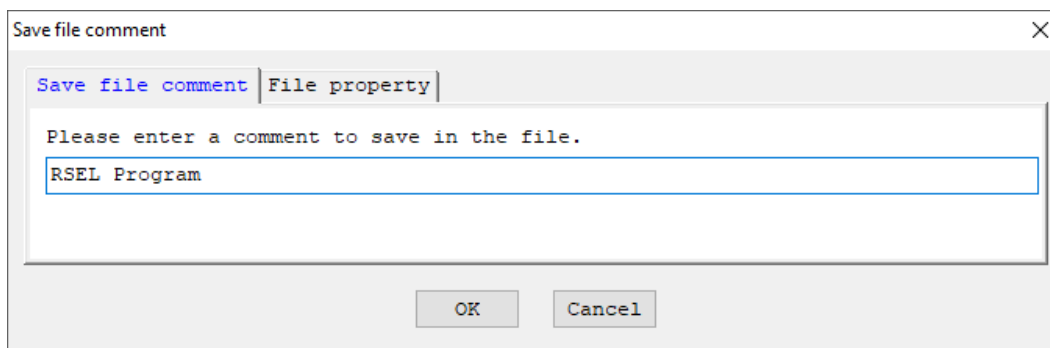 Save file comment
Save file comment File property
Please enter a comment to save in the file.
RSEL Program
OK Cancel